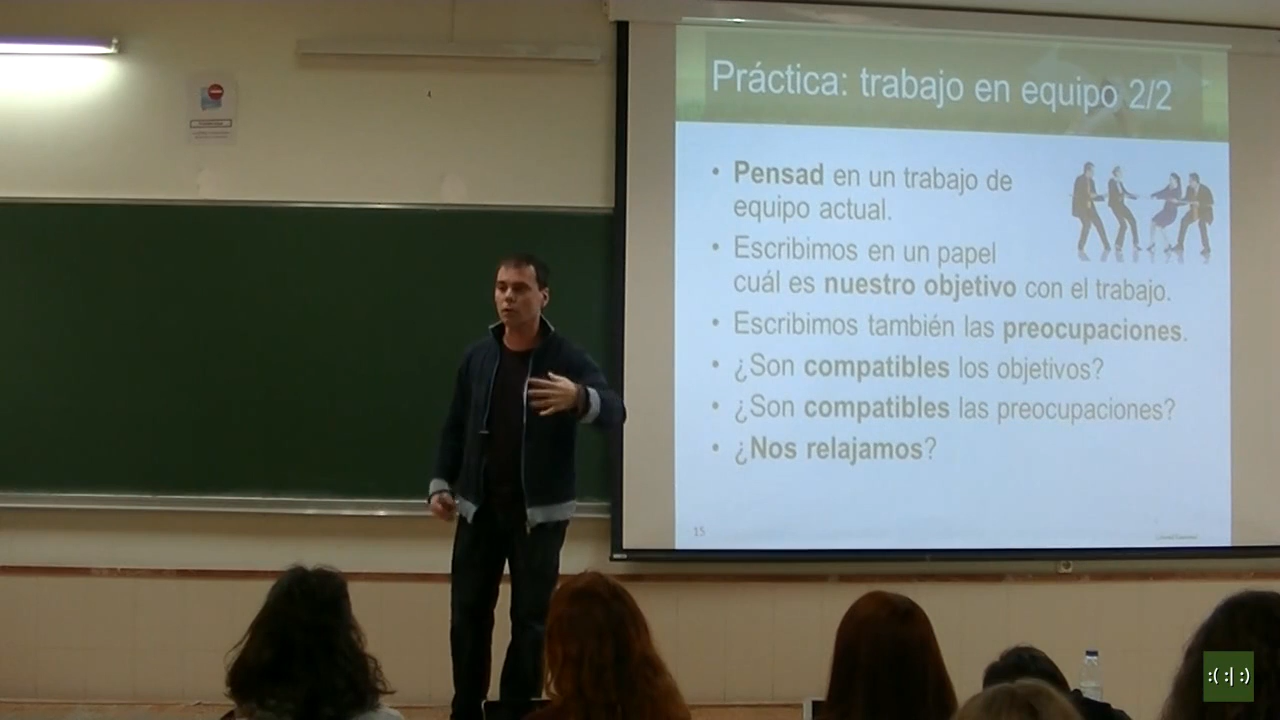 Práctica: trabajo en equipo 2/2
• Pensad en un trabajo de
equipo actual.
• Escribimos en un papel
cuál es nuestro objetivo con el trabajo.
• Escribimos también las preocupaciones.
• ¿Son compatibles los objetivos?
• ¿Son compatibles las preocupaciones?
• ¿Nos relajamos?
15
:( :| :)